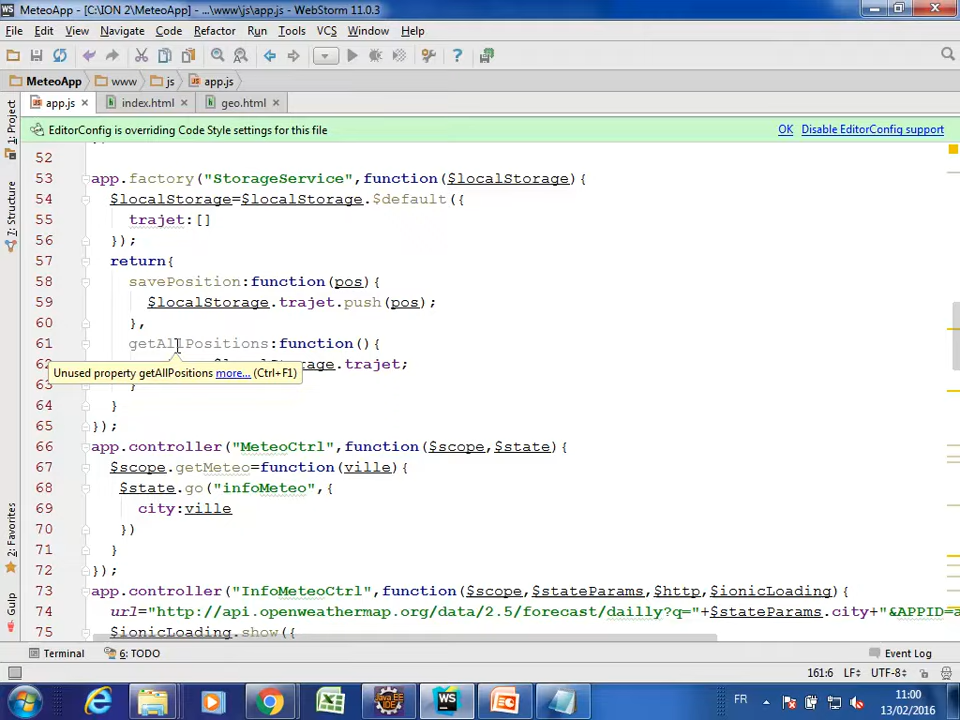 MeteoApp - [C:\ION 2\MeteoApp] - ...\www\js\app.js - WebStorm 11.0.3
File Edit View Navigate Code Refactor Run Tools VCS Window Help
MeteoApp www js app.js
app.js index.html geo.html
EditorConfig is overriding Code Style settings for this file OK Disable EditorConfig support
1: Project
7: Structure
2: Favorites
Gulp
52
53 app.factory("StorageService",function($localStorage){
54 $localStorage=$localStorage.$default({
55 trajet:[]
56 });
57 return{
58 savePosition:function(pos){
59 $localStorage.trajet.push(pos);
60 },
61 getAllPositions:function(){
62 $localStorage.trajet;
Unused property getAllPositions more... (Ctrl+F1)
63 }
64 }
65 });
66 app.controller("MeteoCtrl",function($scope,$state){
67 $scope.getMeteo=function(ville){
68 $state.go("infoMeteo",{
69 city:ville
70 })
71 }
72 });
73 app.controller("InfoMeteoCtrl",function($scope,$stateParams,$http,$ionicLoading){
74 url="http://api.openweathermap.org/data/2.5/forecast/dailly?q="+$stateParams.city+"&APPID=a
75 $ionicLoading.show({
Terminal 6: TODO Event Log
161:6 LF UTF-8
FR 11:00
13/02/2016